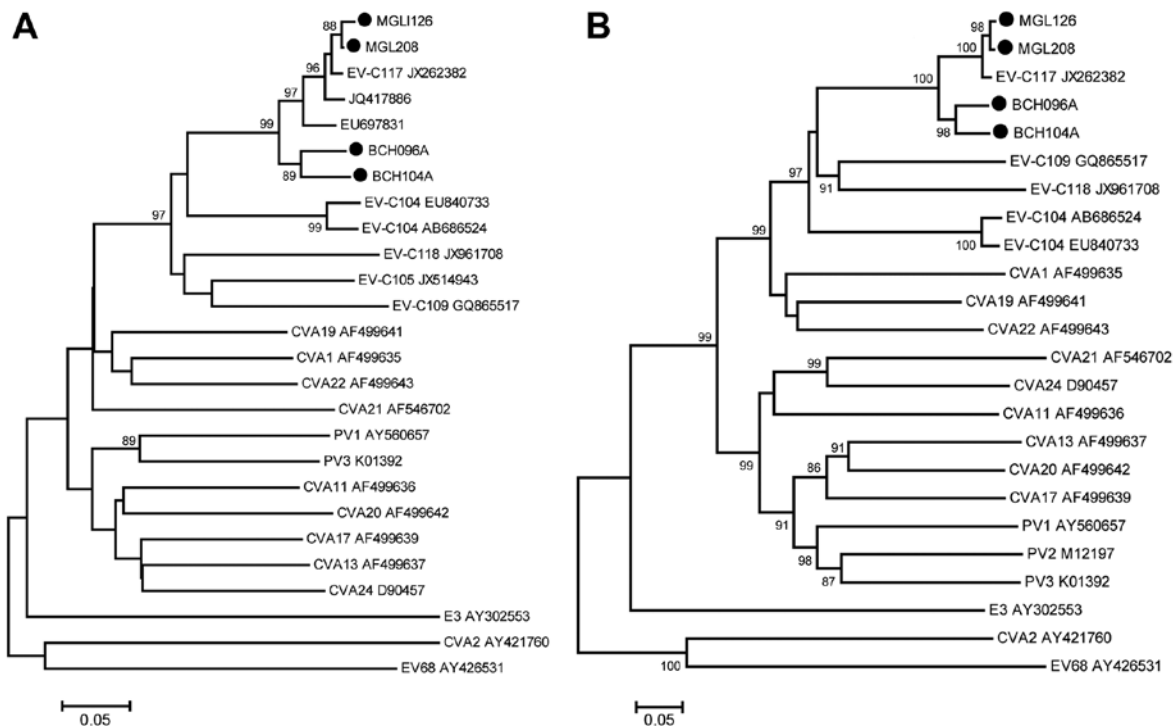 A
88
MGLI126
MGL208
96
EV-C117 JX262382
97
JQ417886
99
EU697831
BCH096A
89
BCH104A
97
EV-C104 EU840733
99
EV-C104 AB686524
EV-C118 JX961708
EV-C105 JX514943
EV-C109 GQ865517
CVA19 AF499641
CVA1 AF499635
CVA22 AF499643
CVA21 AF546702
89
PV1 AY560657
PV3 K01392
CVA11 AF499636
CVA20 AF499642
CVA17 AF499639
CVA13 AF499637
CVA24 D90457
E3 AY302553
CVA2 AY421760
EV68 AY426531
0.05
B
98
MGL126
100
MGL208
100
EV-C117 JX262382
BCH096A
98
BCH104A
97
EV-C109 GQ865517
91
EV-C118 JX961708
EV-C104 AB686524
100
EV-C104 EU840733
99
CVA1 AF499635
CVA19 AF499641
CVA22 AF499643
99
99
CVA21 AF546702
CVA24 D90457
CVA11 AF499636
99
91
CVA13 AF499637
86
CVA20 AF499642
CVA17 AF499639
91
PV1 AY560657
98
PV2 M12197
87
PV3 K01392
E3 AY302553
CVA2 AY421760
100
EV68 AY426531
0.05